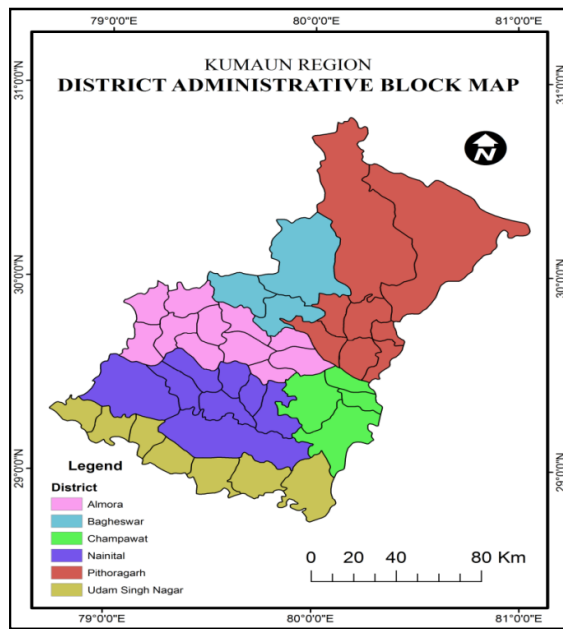 79°0'0"E 80°0'0"E 81°0'0"E
KUMAUN REGION
DISTRICT ADMINISTRATIVE BLOCK MAP
N
31°0'0"N 31°0'0"N
30°0'0"N 30°0'0"N
29°0'0"N 29°0'0"N
Legend
District
Almora
Bagheswar
Champawat
Nainital
Pithoragarh
Udam Singh Nagar
0 20 40 80 Km
79°0'0"E 80°0'0"E 81°0'0"E